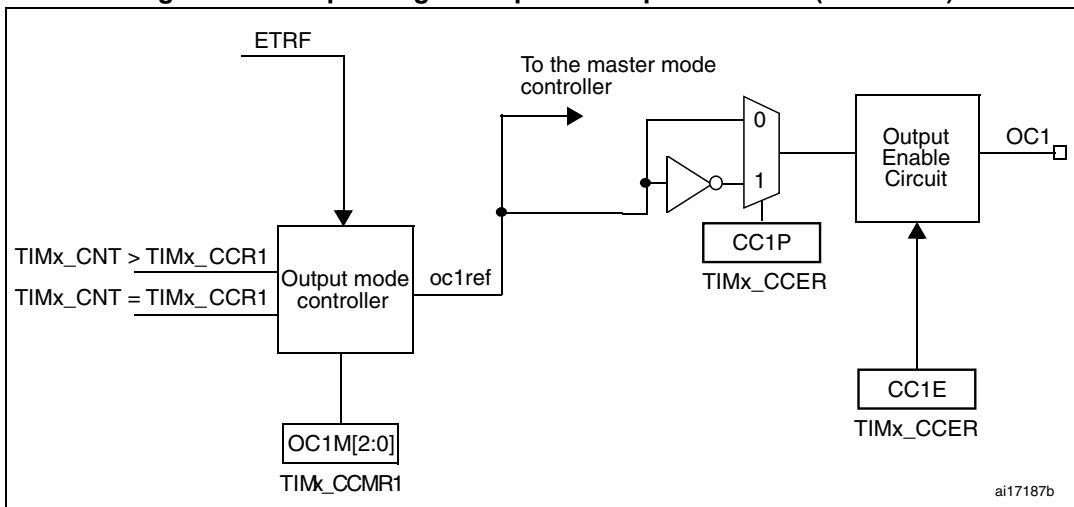 ETRF
To the master mode
controller
0
1
Output
Enable
Circuit
OC1
CC1P
TIMx_CCER
TIMx_CNT > TIMx_CCR1
TIMx_CNT = TIMx_CCR1
Output mode
controller
oc1ref
CC1E
TIMx_CCER
OC1M[2:0]
TIMx_CCMR1
ai17187b